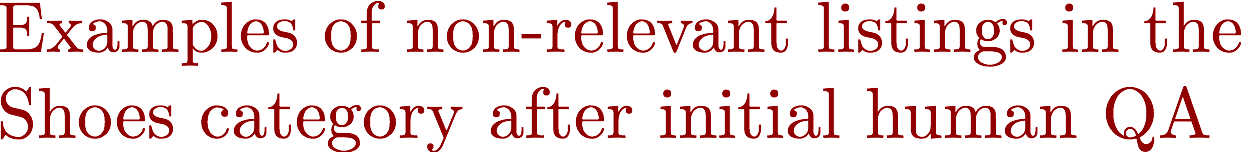 Examples of non-relevant listings in the
Shoes category after initial human QA